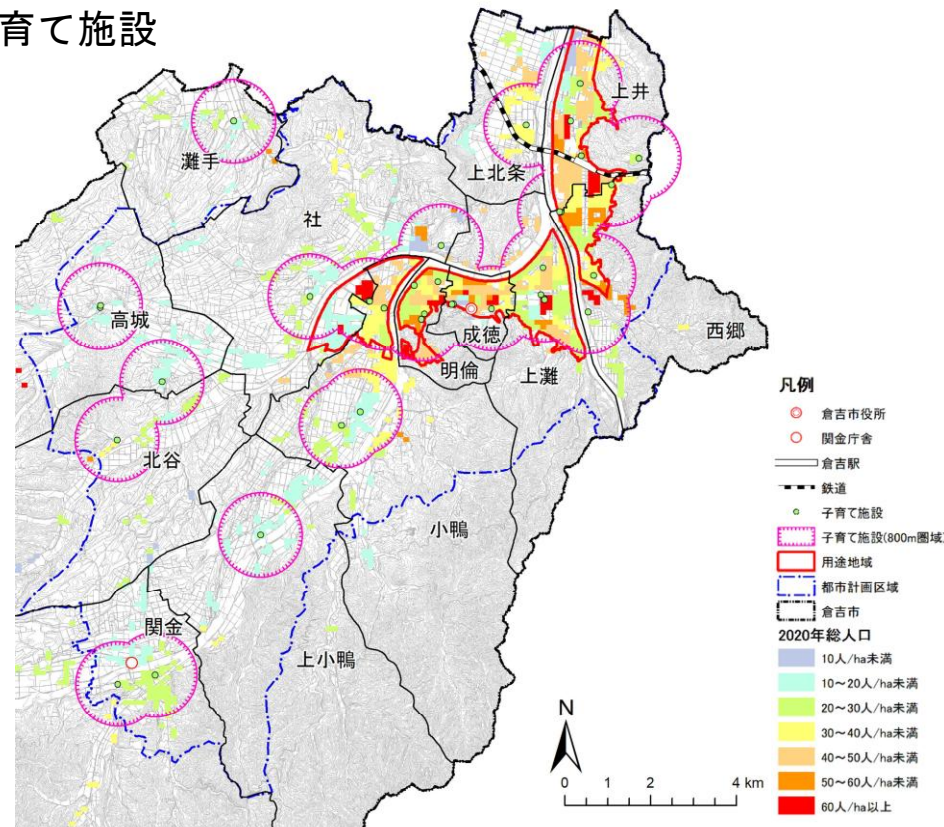 育て施設
上井
灘手
上北条
社
高城
成徳
西郷
明倫
上灘
北谷
小鴨
関金
上小鴨
凡例
倉吉市役所
関金庁舎
倉吉駅
鉄道
子育て施設
子育て施設(800m圏域)
用途地域
都市計画区域
倉吉市
2020年総人口
10人/ha未満
10～20人/ha未満
20～30人/ha未満
30～40人/ha未満
40～50人/ha未満
50～60人/ha未満
60人/ha以上
N
0 1 2 4 km